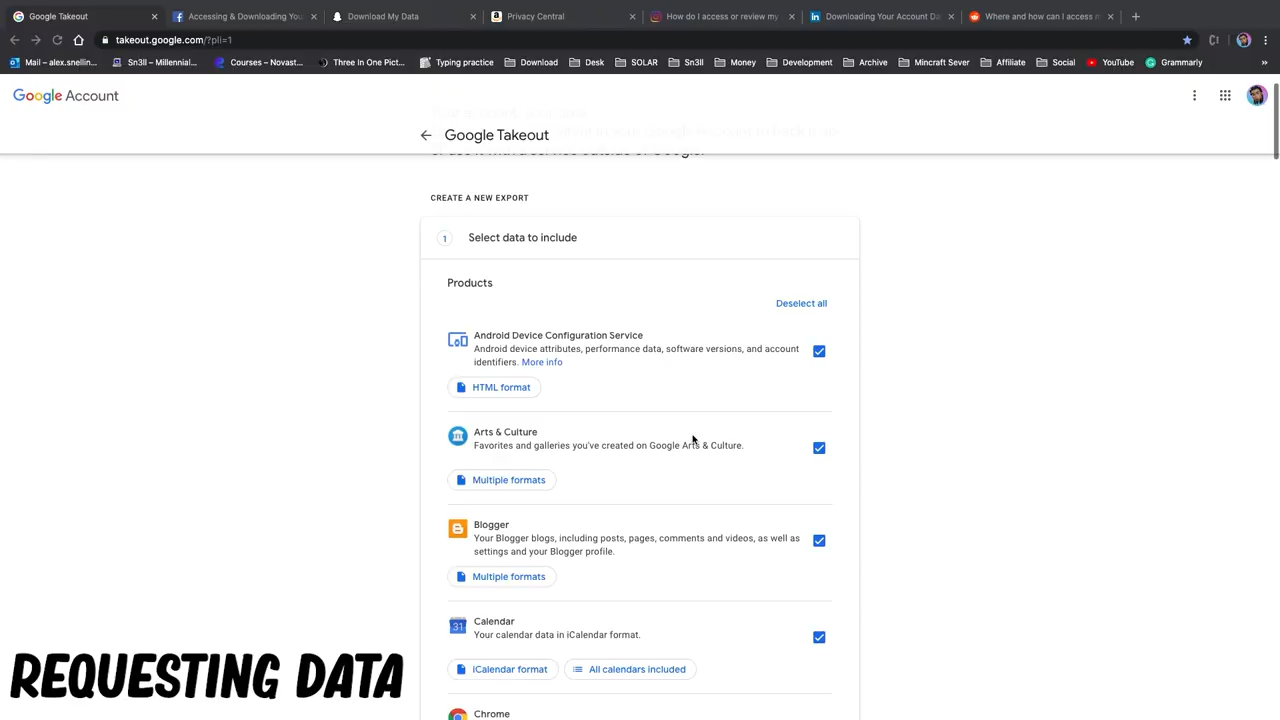 Google Takeout
Accessing & Downloading You
Download My Data
Privacy Central
How do I access or review my
Downloading Your Account Da
Where and how can I access m
takeout.google.com/?pli=1
Mail – alex.snellin...
Sn3ll – Millennial...
Courses – Novast...
Three In One Pict...
Typing practice
Download
Desk
SOLAR
Sn3ll
Money
Development
Archive
Mincraft Sever
Affiliate
Social
YouTube
Grammarly
Google Account
Google Takeout
CREATE A NEW EXPORT
1 Select data to include
Products
Deselect all
Android Device Configuration Service
Android device attributes, performance data, software versions, and account
identifiers. More info
HTML format
Arts & Culture
Favorites and galleries you've created on Google Arts & Culture.
Multiple formats
Blogger
Your Blogger blogs, including posts, pages, comments and videos, as well as
settings and your Blogger profile.
Multiple formats
31
Calendar
Your calendar data in iCalendar format.
iCalendar format
All calendars included
Chrome
REQUESTING DATA